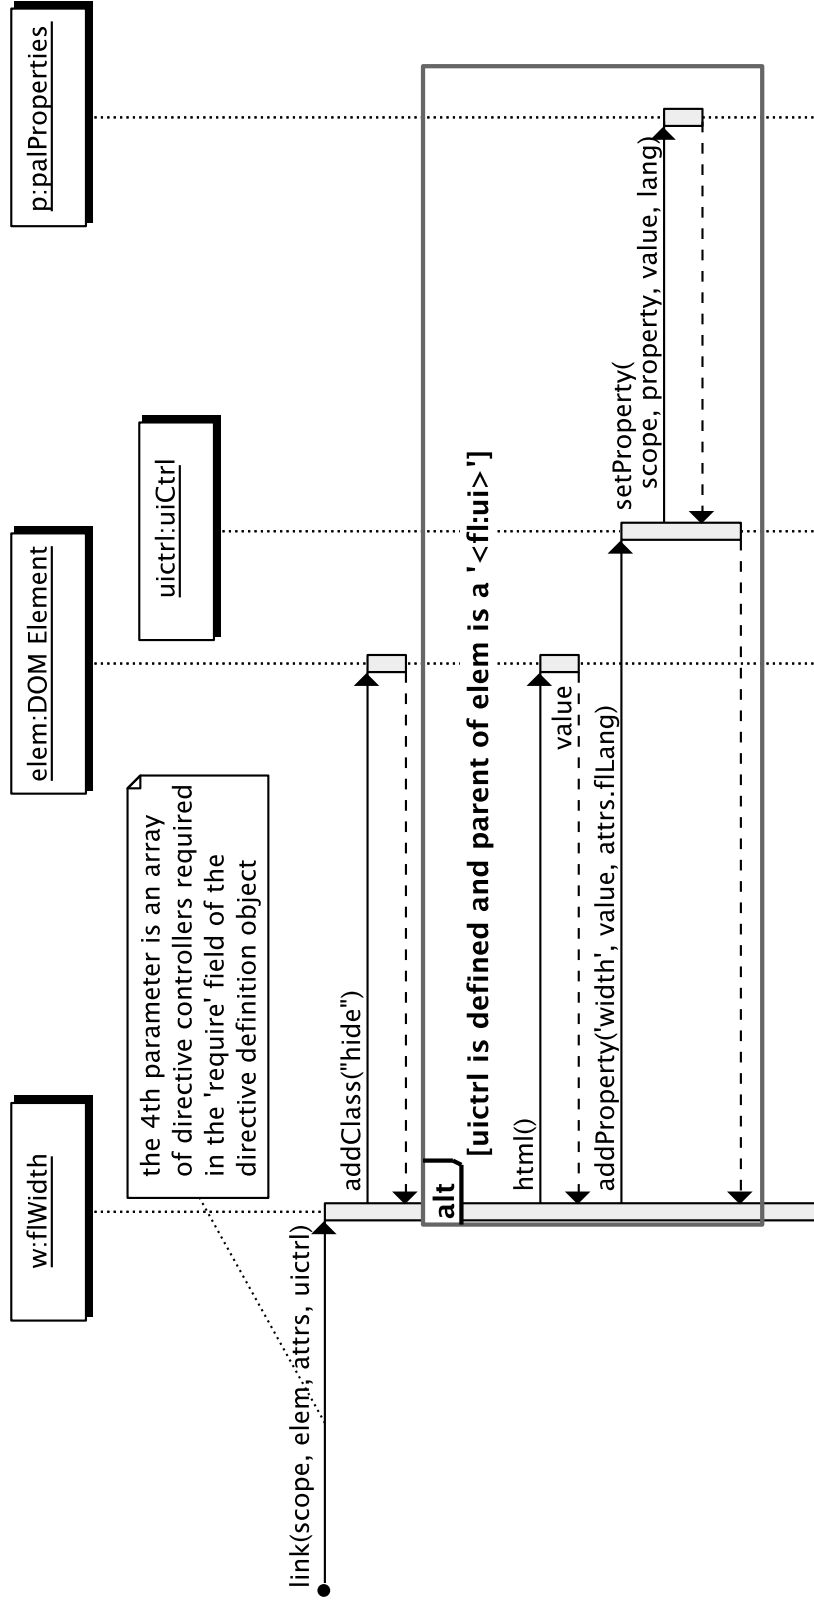 w:flWidth
elem:DOM Element
p:palProperties
uictrl:uiCtrl
the 4th parameter is an array
of directive controllers required
in the 'require' field of the
directive definition object
link(scope, elem, attrs, uictrl)
addClass("hide")
alt
[uictrl is defined and parent of elem is a '<fl:ui>']
html()
value
addProperty('width', value, attrs.flLang)
setProperty(
scope, property, value, lang)